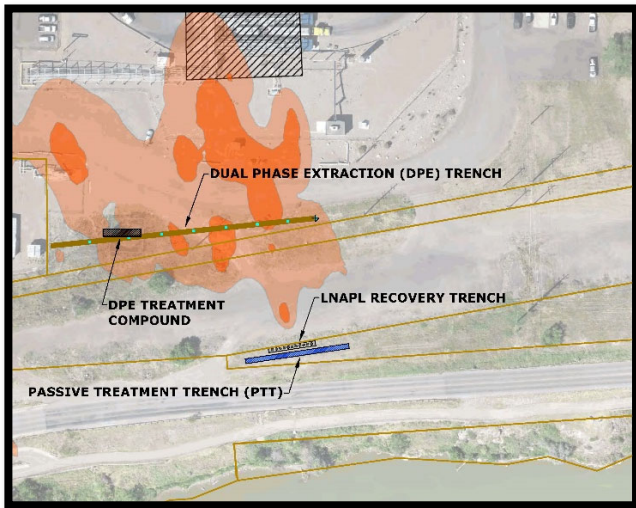 DUAL PHASE EXTRACTION (DPE) TRENCH
LNAPL RECOVERY TRENCH
DPE TREATMENT
COMPOUND
PASSIVE TREATMENT TRENCH (PTT)